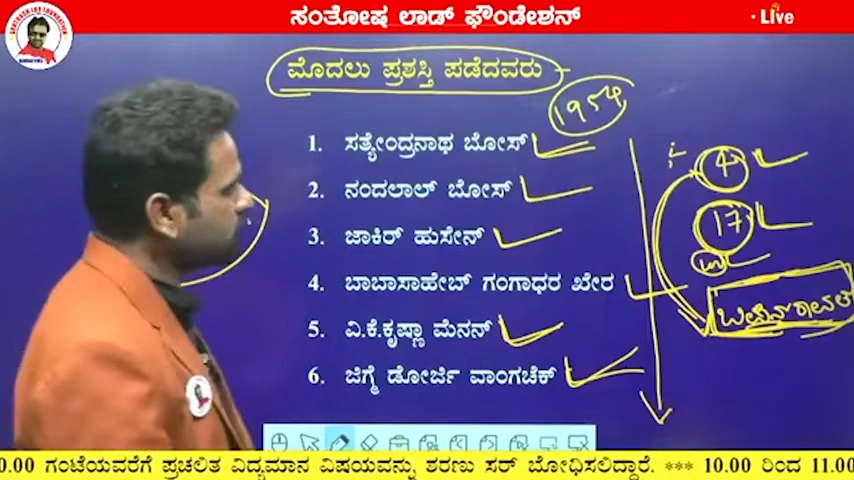 ಸಂತೋಷ ಲಾಡ್ ಫೌಂಡೇಶನ್
Live
ಮೊದಲು ಪ್ರಶಸ್ತಿ ಪಡೆದವರು
1954
1. ಸತ್ಯೇಂದ್ರನಾಥ ಬೋಸ್
2. ನಂದಲಾಲ್ ಬೋಸ್
3. ಜಾಕಿರ್ ಹುಸೇನ್
4. ಬಾಬಾಸಾಹೇಬ್ ಗಂಗಾಧರ ಖೇರ
5. ವಿ.ಕೆ.ಕೃಷ್ಣಾ ಮೆನನ್
6. ಜಿಗ್ಮೆ ಡೋರ್ಜಿ ವಾಂಗಚೆಕ್
4
17
0.00 ಗಂಟೆಯವರೆಗೆ ಪ್ರಚಲಿತ ವಿದ್ಯಮಾನ ವಿಷಯವನ್ನು ಶರಣು ಸರ್ ಬೋಧಿಸಲಿದ್ದಾರೆ. *** 10.00 ರಿಂದ 11.00